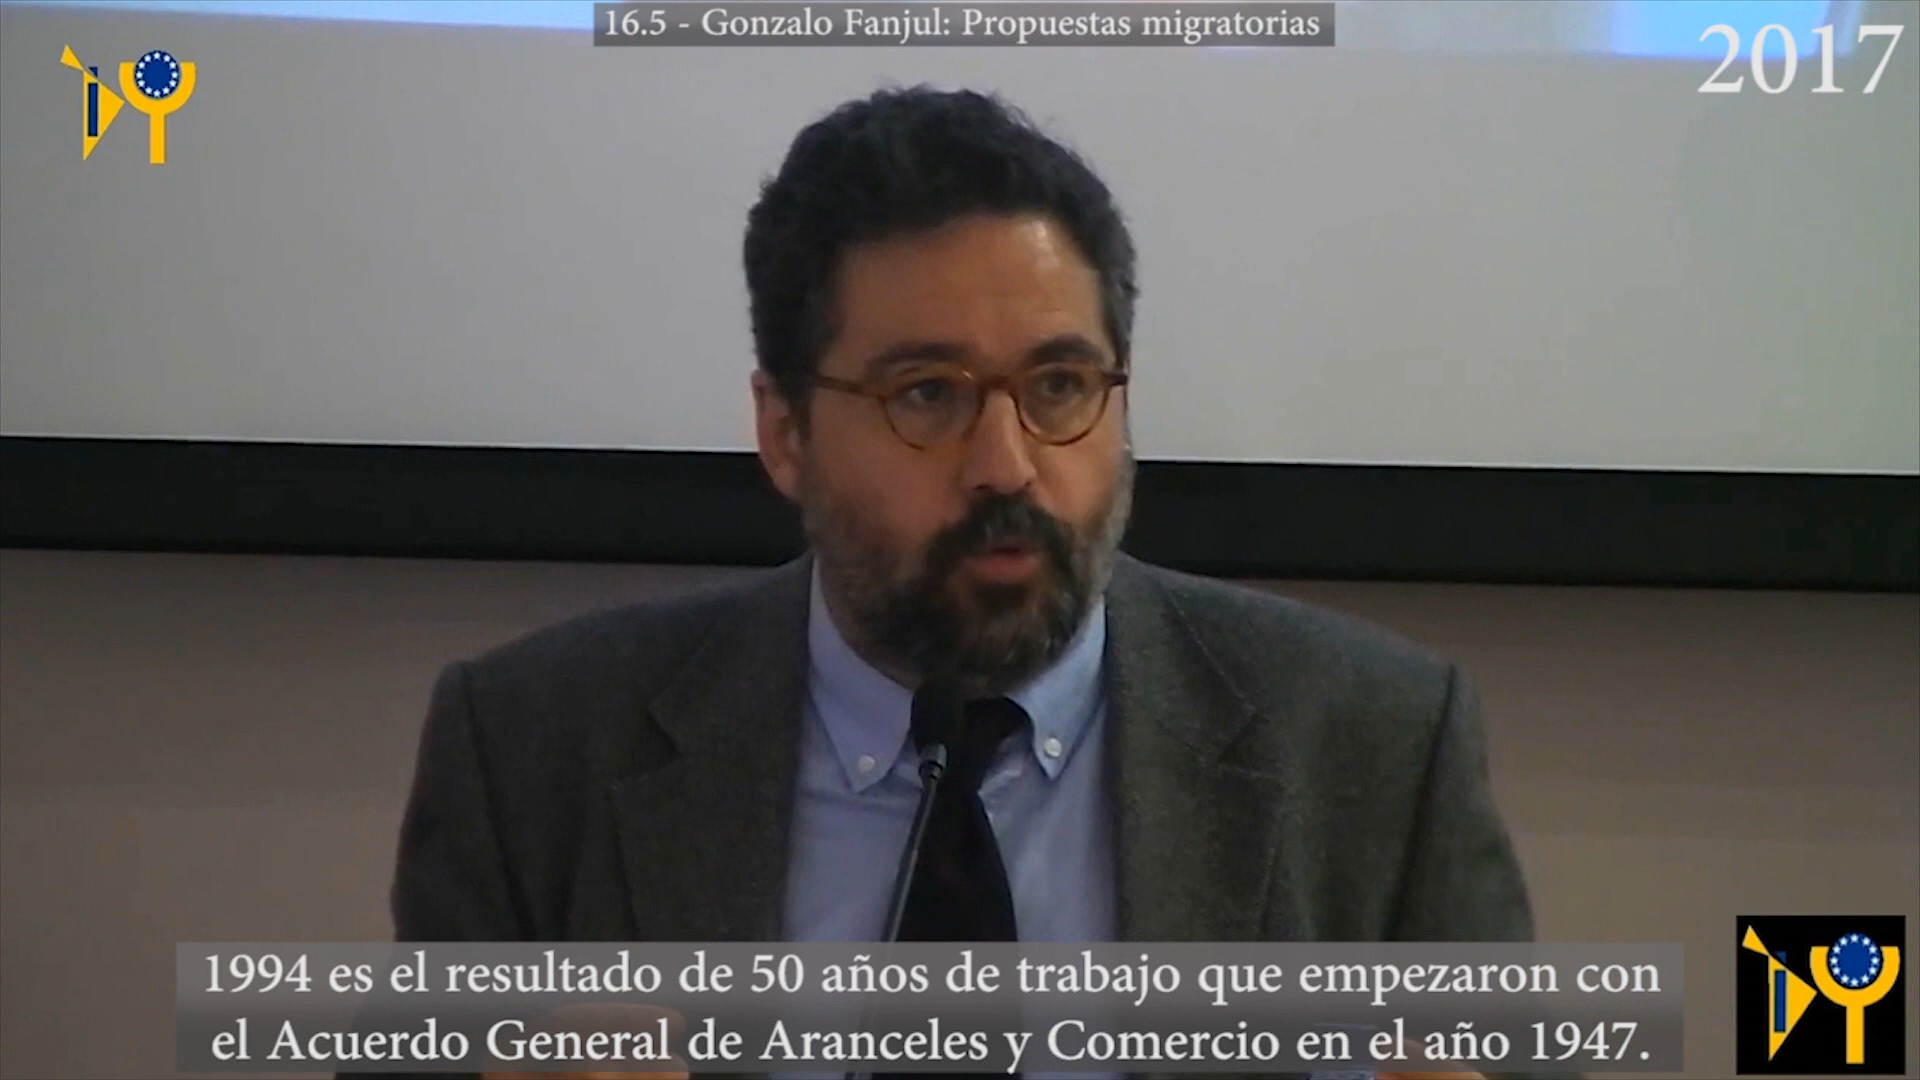 16.5 - Gonzalo Fanjul: Propuestas migratorias
2017
1994 es el resultado de 50 años de trabajo que empezaron con
el Acuerdo General de Aranceles y Comercio en el año 1947.